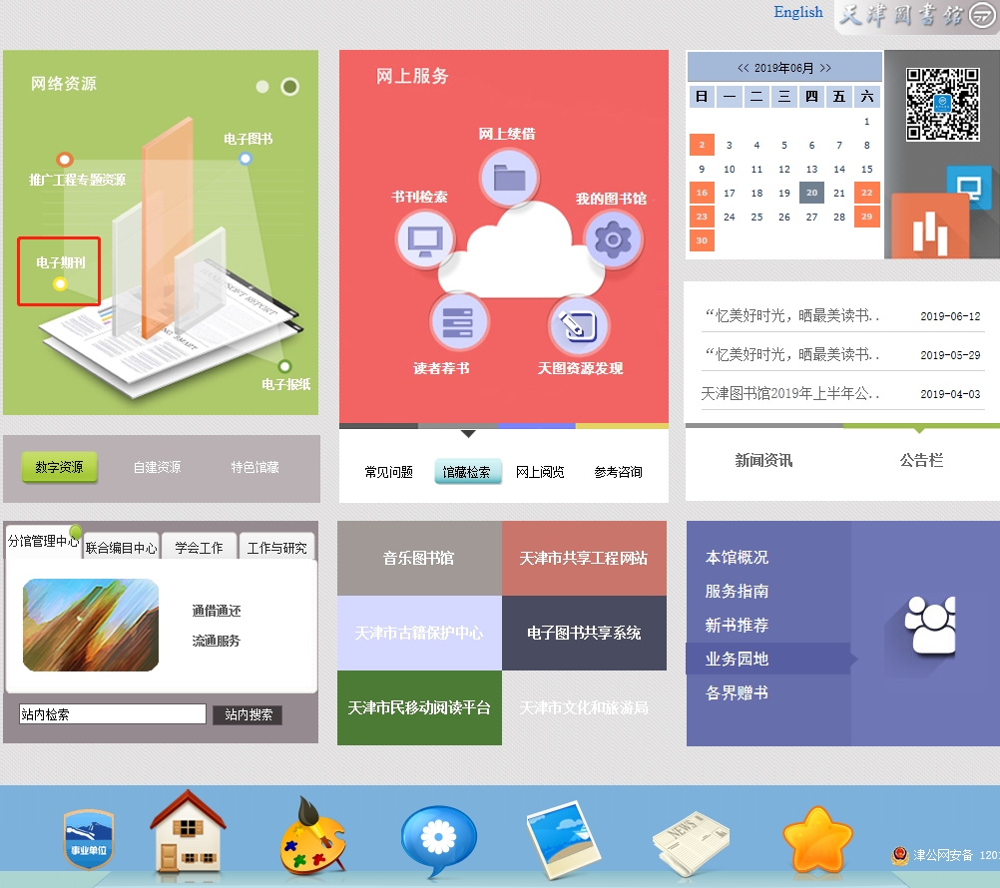 English
天津图书馆
网络资源
电子图书
推广工程专题资源
电子期刊
电子报纸
数字资源
自建资源
特色馆藏
网上服务
网上续借
书刊检索
我的图书馆
读者荐书
天图资源发现
常见问题
馆藏检索
网上阅览
参考咨询
<< 2019年06月 >>
日 一 二 三 四 五 六
1
2 3 4 5 6 7 8
9 10 11 12 13 14 15
16 17 18 19 20 21 22
23 24 25 26 27 28 29
30
“忆美好时光，晒最美读书.. 2019-06-12
“忆美好时光，晒最美读书.. 2019-05-29
天津图书馆2019年上半年公.. 2019-04-03
新闻资讯
公告栏
分馆管理中心
联合编目中心
学会工作
工作与研究
通借通还
流通服务
站内检索
站内搜索
音乐图书馆
天津市共享工程网站
天津市古籍保护中心
电子图书共享系统
天津市民移动阅读平台
天津市文化和旅游局
本馆概况
服务指南
新书推荐
业务园地
各界赠书
事业单位
NEWS
津公网安备 1201